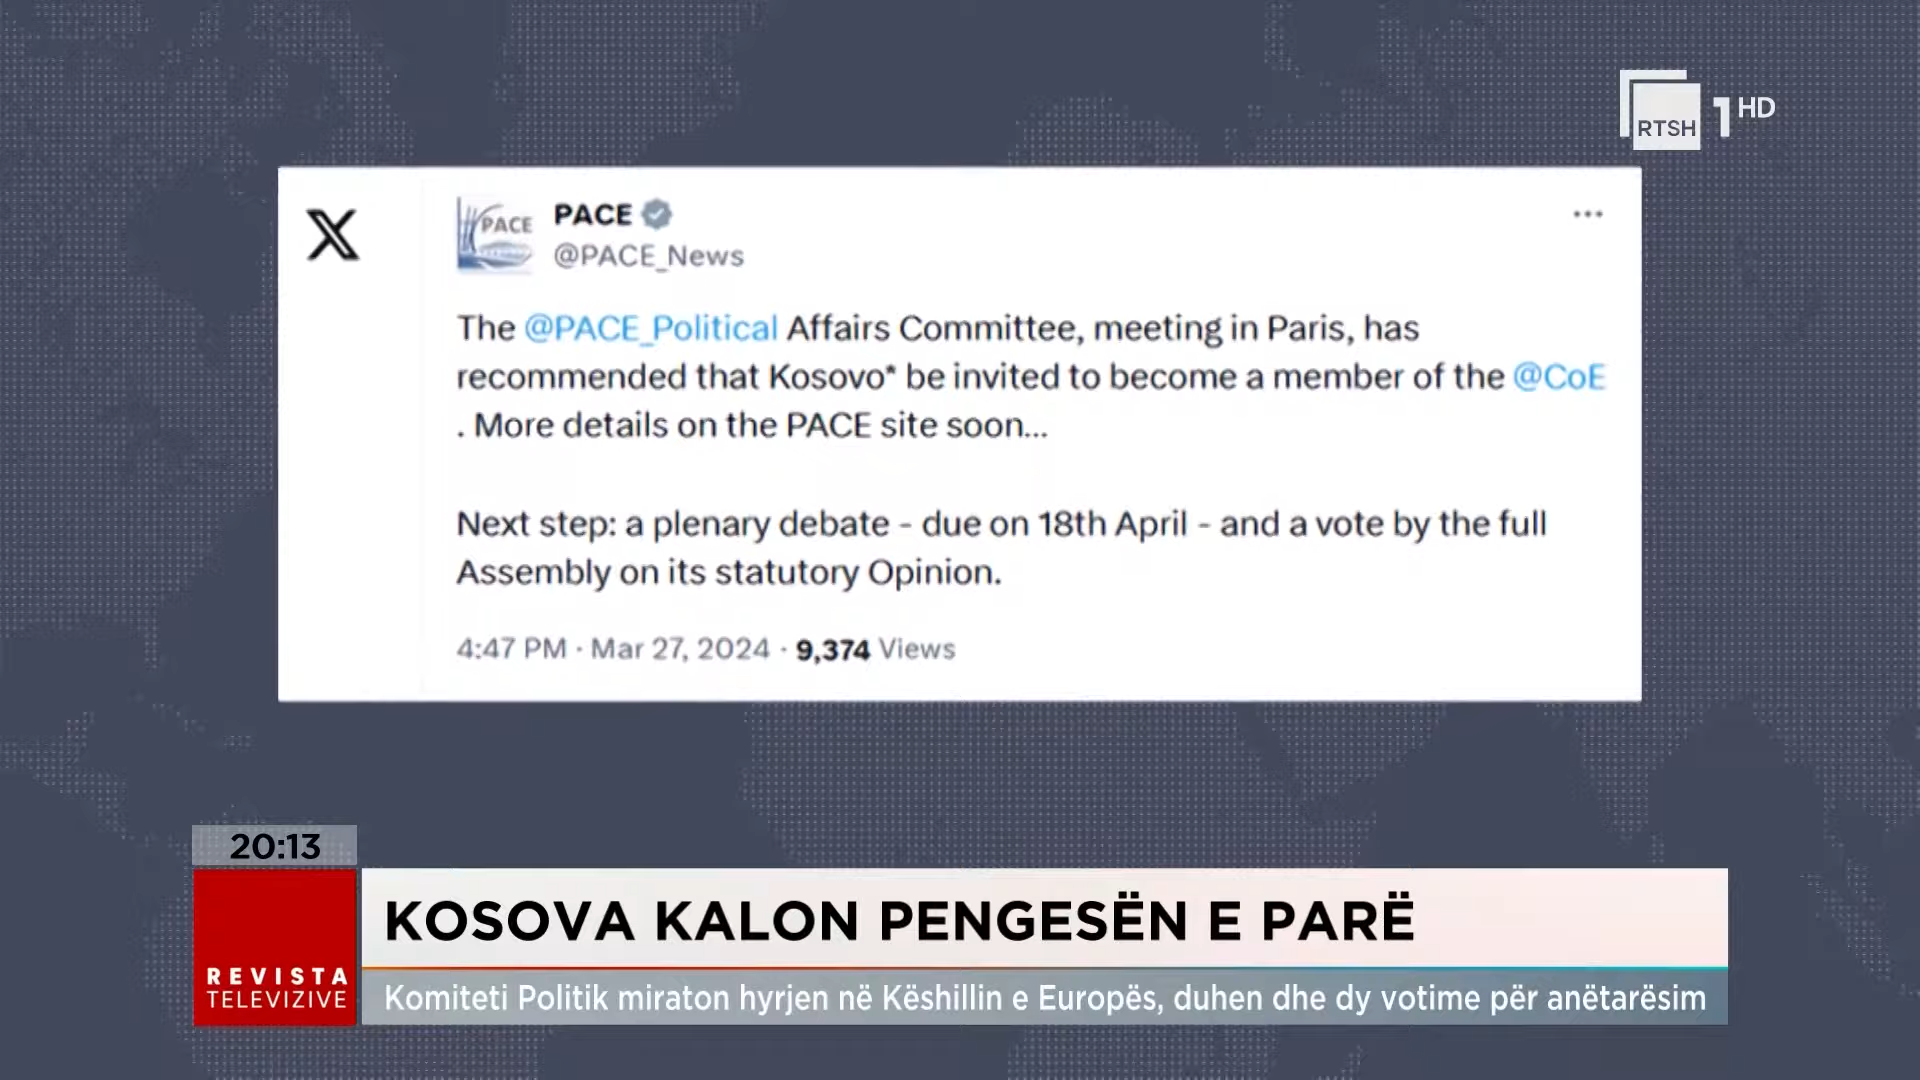 RTSH 1 HD
X
PACE
PACE
@PACE_News
The @PACE_Political Affairs Committee, meeting in Paris, has
recommended that Kosovo* be invited to become a member of the @CoE
. More details on the PACE site soon...
Next step: a plenary debate - due on 18th April - and a vote by the full
Assembly on its statutory Opinion.
4:47 PM · Mar 27, 2024 · 9,374 Views
20:13
KOSOVA KALON PENGESËN E PARË
REVISTA
TELEVIZIVE
Komiteti Politik miraton hyrjen në Këshillin e Europës, duhen dhe dy votime për anëtarësim